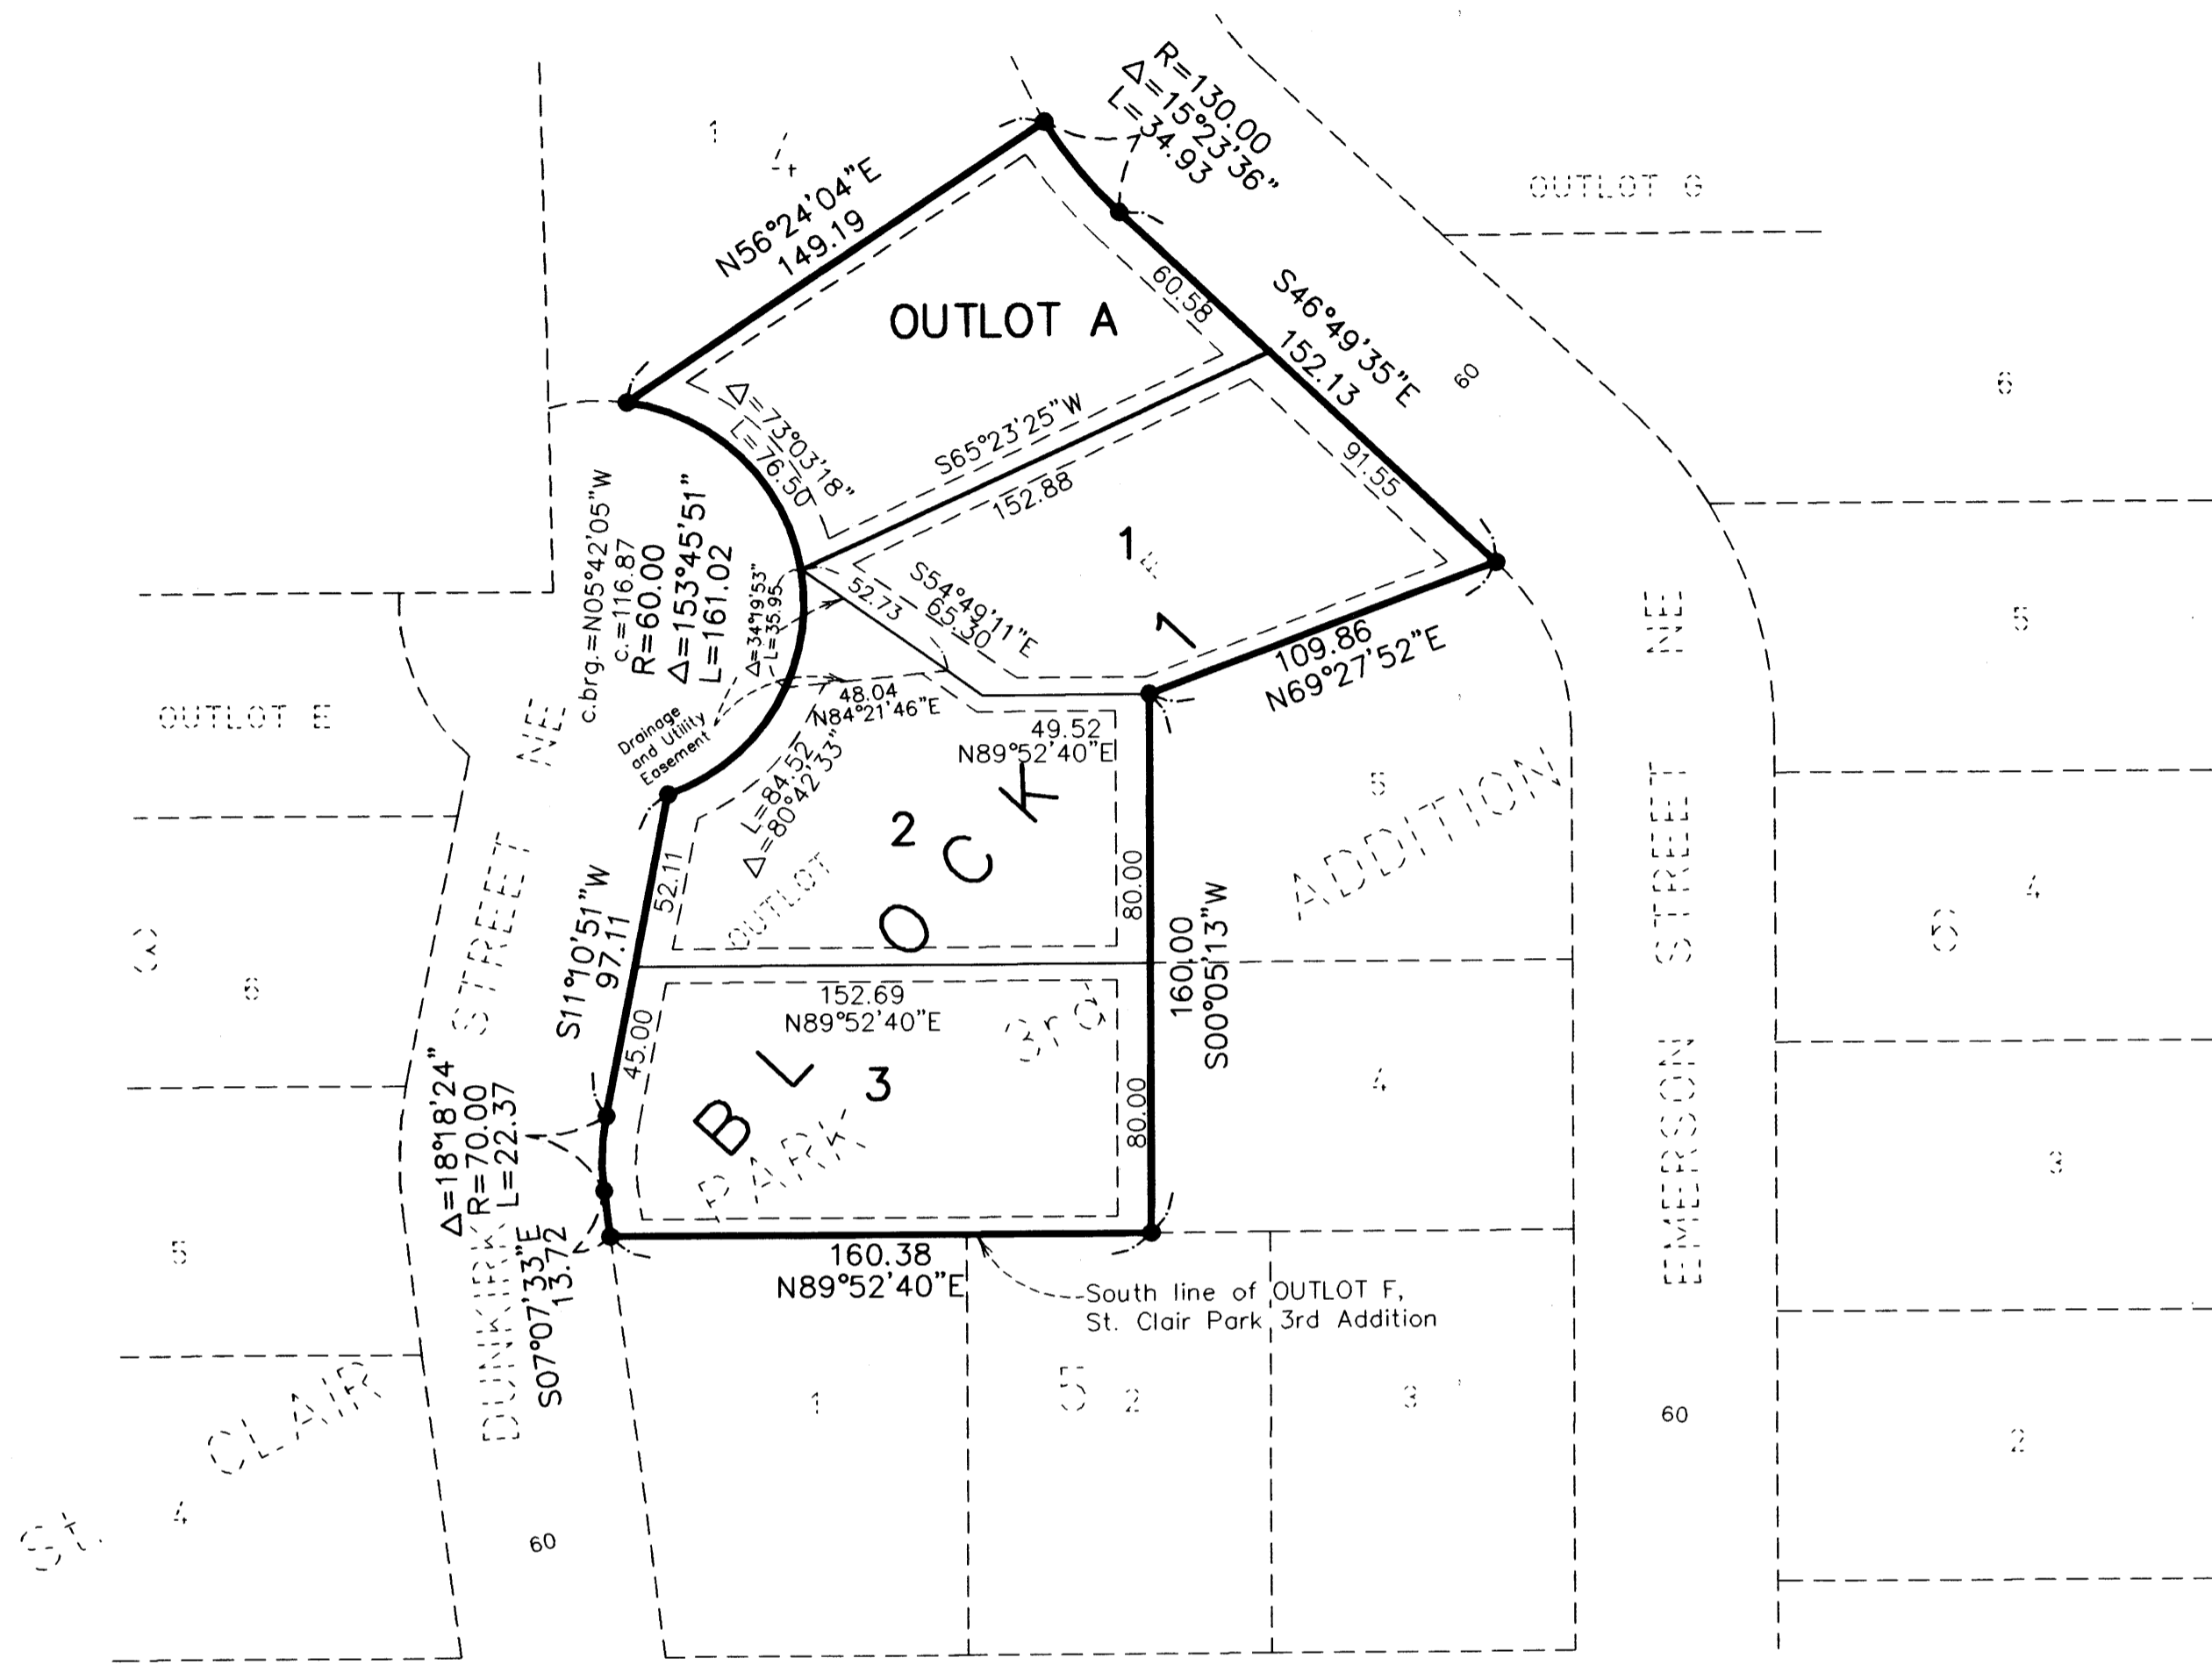 R=130.00
Δ=15°23'36"
L=34.93
1
4
N56°24'04"E
149.19
OUTLOT G
OUTLOT A
60.58
S46°49'35"E
152.13
60
6
Δ=73°03'18"
L=76.50
S65°23'25"W
152.88
91.55
c.brg.=N05°42'05"W
c.=116.87
R=60.00
Δ=153°45'51"
L=161.02
Δ=34°19'53"
L=35.95
52.73
S54°49'11"E
65.30
1
1
109.86
N69°27'52"E
5
OUTLOT E
Drainage
and Utility
Easement
48.04
N84°21'46"E
49.52
N89°52'40"E
L=84.52
Δ=80°42'33"
2
BLOCK
5
ADDITION
52.11
OUTLOT
80.00
160.00
S00°05'13"W
S11°10'51"W
97.11
4
6
6
152.69
N89°52'40"E
3rd
45.00
3
PARK
80.00
4
3
DUNKIRK STREET NE
EMERSON STREET NE
Δ=18°18'24"
R=70.00
L=22.37
S07°07'33"E
13.72
5
160.38
N89°52'40"E
South line of OUTLOT F,
St. Clair Park 3rd Addition
1
5
2
3
60
2
St. CLAIR
4
60